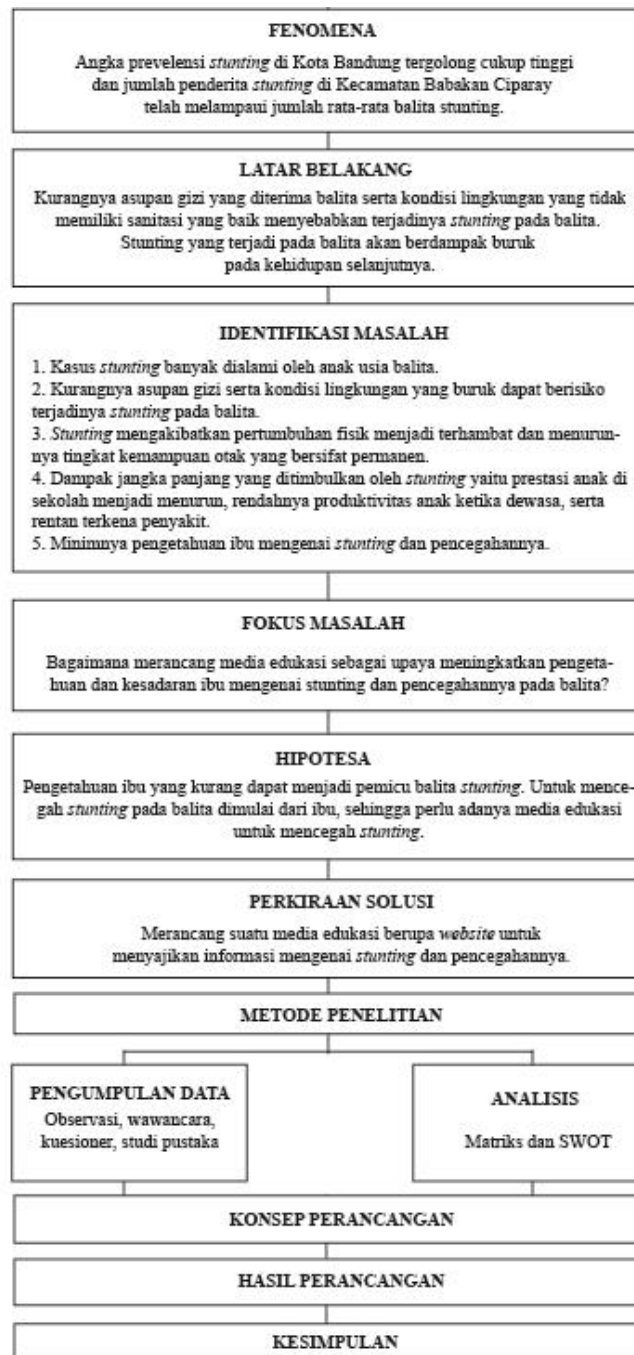 FENOMENA
Angka prevelensi stunting di Kota Bandung tergolong cukup tinggi
dan jumlah penderita stunting di Kecamatan Babakan Ciparay
telah melampaui jumlah rata-rata balita stunting.
LATAR BELAKANG
Kurangnya asupan gizi yang diterima balita serta kondisi lingkungan yang tidak
memiliki sanitasi yang baik menyebabkan terjadinya stunting pada balita.
Stunting yang terjadi pada balita akan berdampak buruk
pada kehidupan selanjutnya.
IDENTIFIKASI MASALAH
1. Kasus stunting banyak dialami oleh anak usia balita.
2. Kurangnya asupan gizi serta kondisi lingkungan yang buruk dapat berisiko
terjadinya stunting pada balita.
3. Stunting mengakibatkan pertumbuhan fisik menjadi terhambat dan menurun-
nya tingkat kemampuan otak yang bersifat permanen.
4. Dampak jangka panjang yang ditimbulkan oleh stunting yaitu prestasi anak di
sekolah menjadi menurun, rendahnya produktivitas anak ketika dewasa, serta
rentan terkena penyakit.
5. Minimnya pengetahuan ibu mengenai stunting dan pencegahannya.
FOKUS MASALAH
Bagaimana merancang media edukasi sebagai upaya meningkatkan pengeta-
huan dan kesadaran ibu mengenai stunting dan pencegahannya pada balita?
HIPOTESA
Pengetahuan ibu yang kurang dapat menjadi pemicu balita stunting. Untuk mence-
gah stunting pada balita dimulai dari ibu, sehingga perlu adanya media edukasi
untuk mencegah stunting.
PERKIRAAN SOLUSI
Merancang suatu media edukasi berupa website untuk
menyajikan informasi mengenai stunting dan pencegahannya.
METODE PENELITIAN
PENGUMPULAN DATA
Observasi, wawancara,
kuesioner, studi pustaka
ANALISIS
Matriks dan SWOT
KONSEP PERANCANGAN
HASIL PERANCANGAN
KESIMPULAN